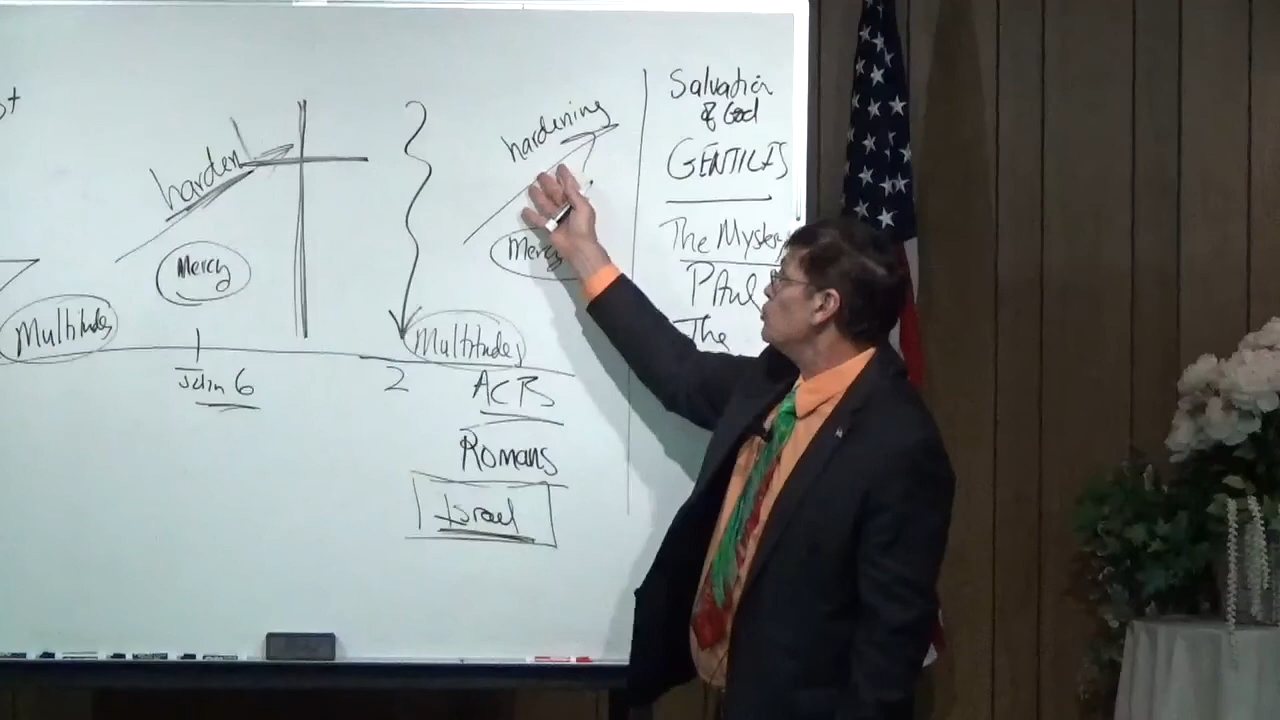 st
harden
Mercy
Multitudes
John 6
2
hardening
Mercy
Multitudes
ACTS
Romans
Israel
Salvation
of God
GENTILES
The Myster
PAul
The